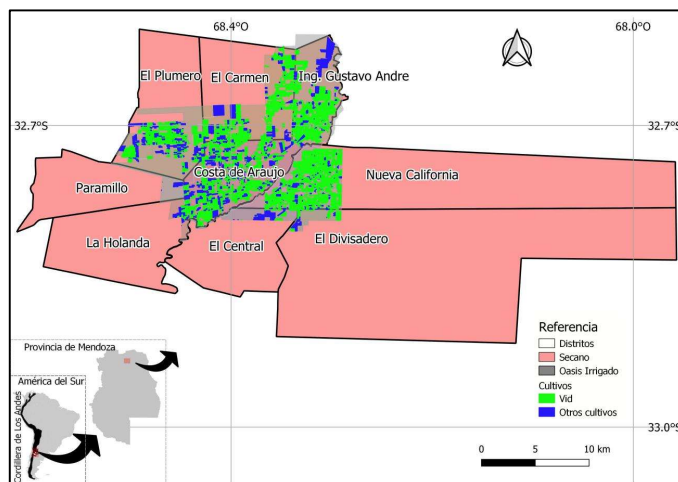 68.4°O
68.0°O
El Plumero
El Carmen
Ing. Gustavo Andre
32.7°S
32.7°S
Costa de Araujo
Nueva California
Paramillo
La Holanda
El Central
El Divisadero
Referencia
Distritos
Secano
Oasis Irrigado
Cultivos
Vid
Otros cultivos
Provincia de Mendoza
América del Sur
Cordillera de Los Andes
33.0°S
0
5
10 km